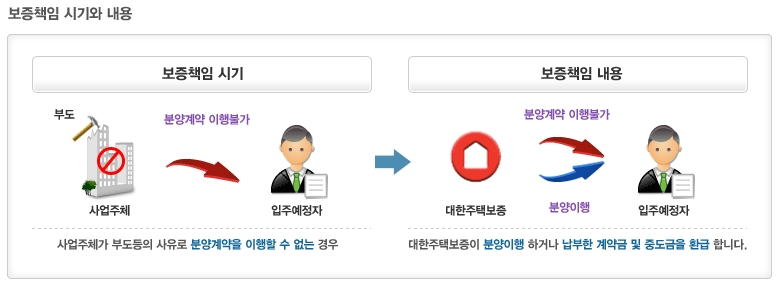 보증책임 시기와 내용
보증책임 시기
부도
분양계약 이행불가
사업주체
입주예정자
사업주체가 부도등의 사유로 분양계약을 이행할 수 없는 경우
보증책임 내용
분양계약 이행불가
대한주택보증
분양이행
입주예정자
대한주택보증이 분양이행 하거나 납부한 계약금 및 중도금을 환급 합니다.